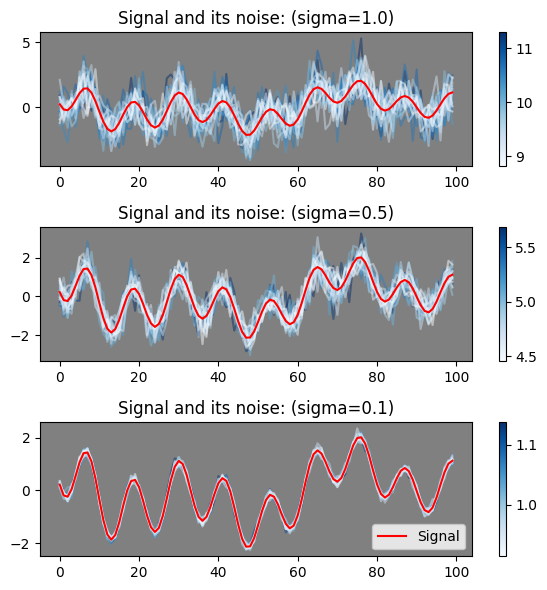 Signal and its noise: (sigma=1.0)
5
0
0 20 40 60 80 100
11
10
9
Signal and its noise: (sigma=0.5)
2
0
−2
0 20 40 60 80 100
5.5
5.0
4.5
Signal and its noise: (sigma=0.1)
2
0
−2
0 20 40 60 80 100
Signal
1.1
1.0